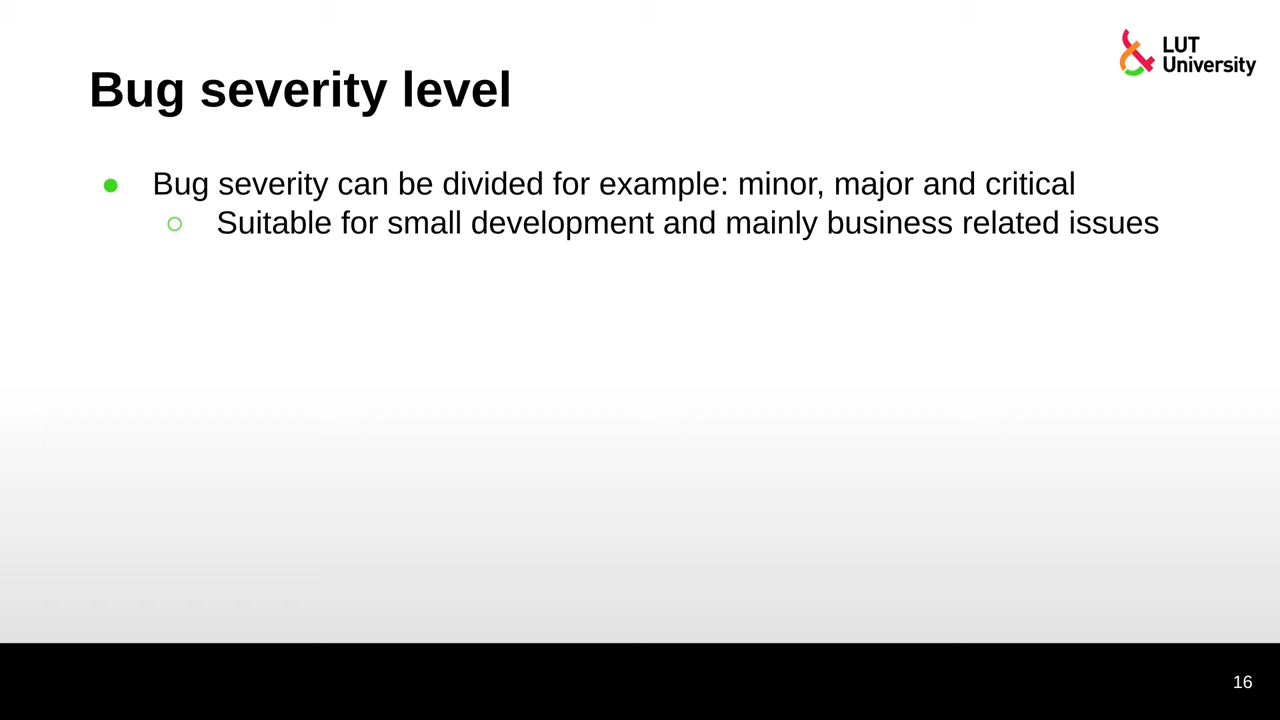 LUT
University
Bug severity level
● Bug severity can be divided for example: minor, major and critical
○ Suitable for small development and mainly business related issues
16